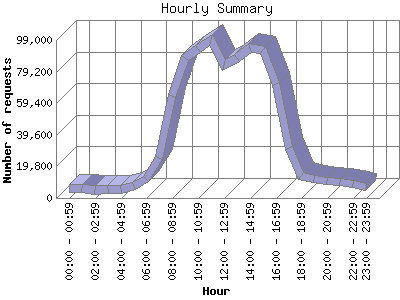 Hourly Summary
99,000
79,200
59,400
39,600
19,800
0
Number of requests
00:00 - 00:59
02:00 - 02:59
04:00 - 04:59
06:00 - 06:59
08:00 - 08:59
10:00 - 10:59
12:00 - 12:59
14:00 - 14:59
16:00 - 16:59
18:00 - 18:59
20:00 - 20:59
22:00 - 22:59
23:00 - 23:59
Hour